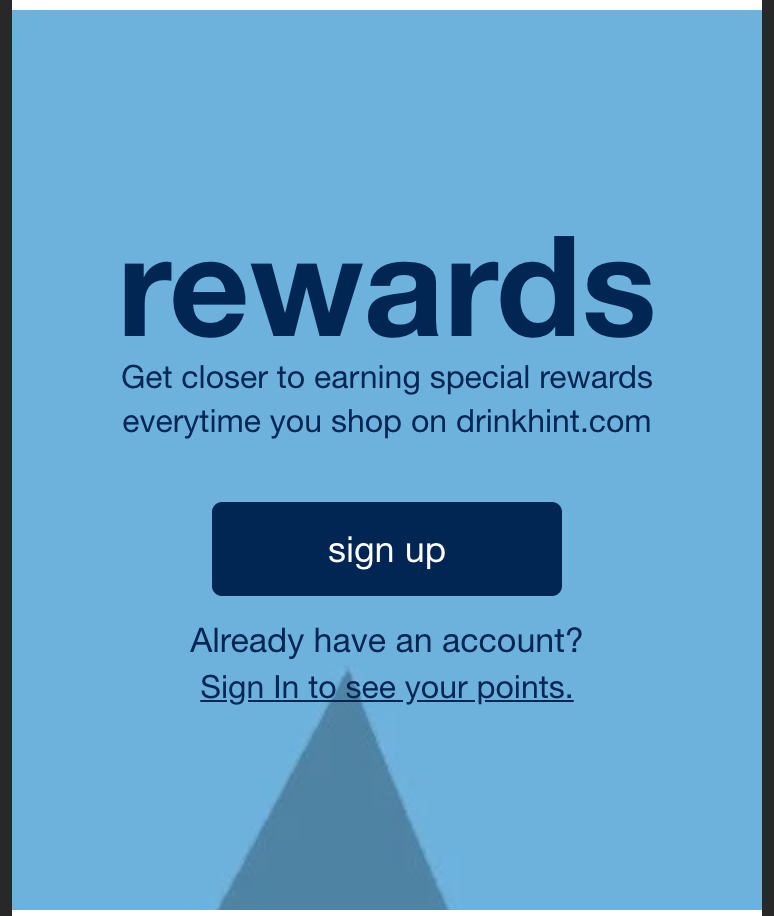 rewards
Get closer to earning special rewards
everytime you shop on drinkhint.com
sign up
Already have an account?
Sign In to see your points.